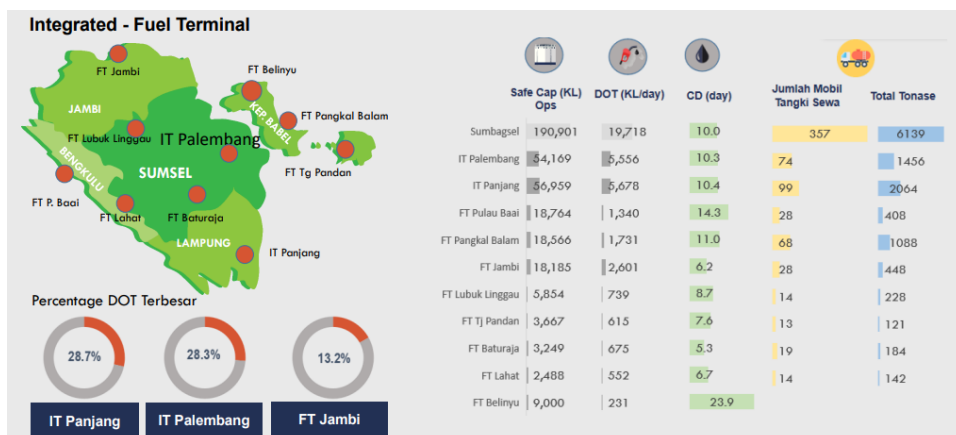 Integrated - Fuel Terminal
FT Jambi
FT Belinyu
JAMBI
KEP. BABEL
FT Pangkal Balam
FT Lubuk Linggau
IT Palembang
BENGKULU
SUMSEL
FT Tg Pandan
FT P. Baai
FT Lahat
FT Baturaja
LAMPUNG
IT Panjang
Percentage DOT Terbesar
28.7%
28.3%
13.2%
IT Panjang
IT Palembang
FT Jambi
Safe Cap (KL) Ops
DOT (KL/day)
CD (day)
Jumlah Mobil Tangki Sewa
Total Tonase
Sumbagsel 190,901 19,718 10.0 357 6139
IT Palembang 54,169 5,556 10.3 74 1456
IT Panjang 56,959 5,678 10.4 99 2064
FT Pulau Baai 18,764 1,340 14.3 28 408
FT Pangkal Balam 18,566 1,731 11.0 68 1088
FT Jambi 18,185 2,601 6.2 28 448
FT Lubuk Linggau 5,854 739 8.7 14 228
FT Tj Pandan 3,667 615 7.6 13 121
FT Baturaja 3,249 675 5.3 19 184
FT Lahat 2,488 552 6.7 14 142
FT Belinyu 9,000 231 23.9